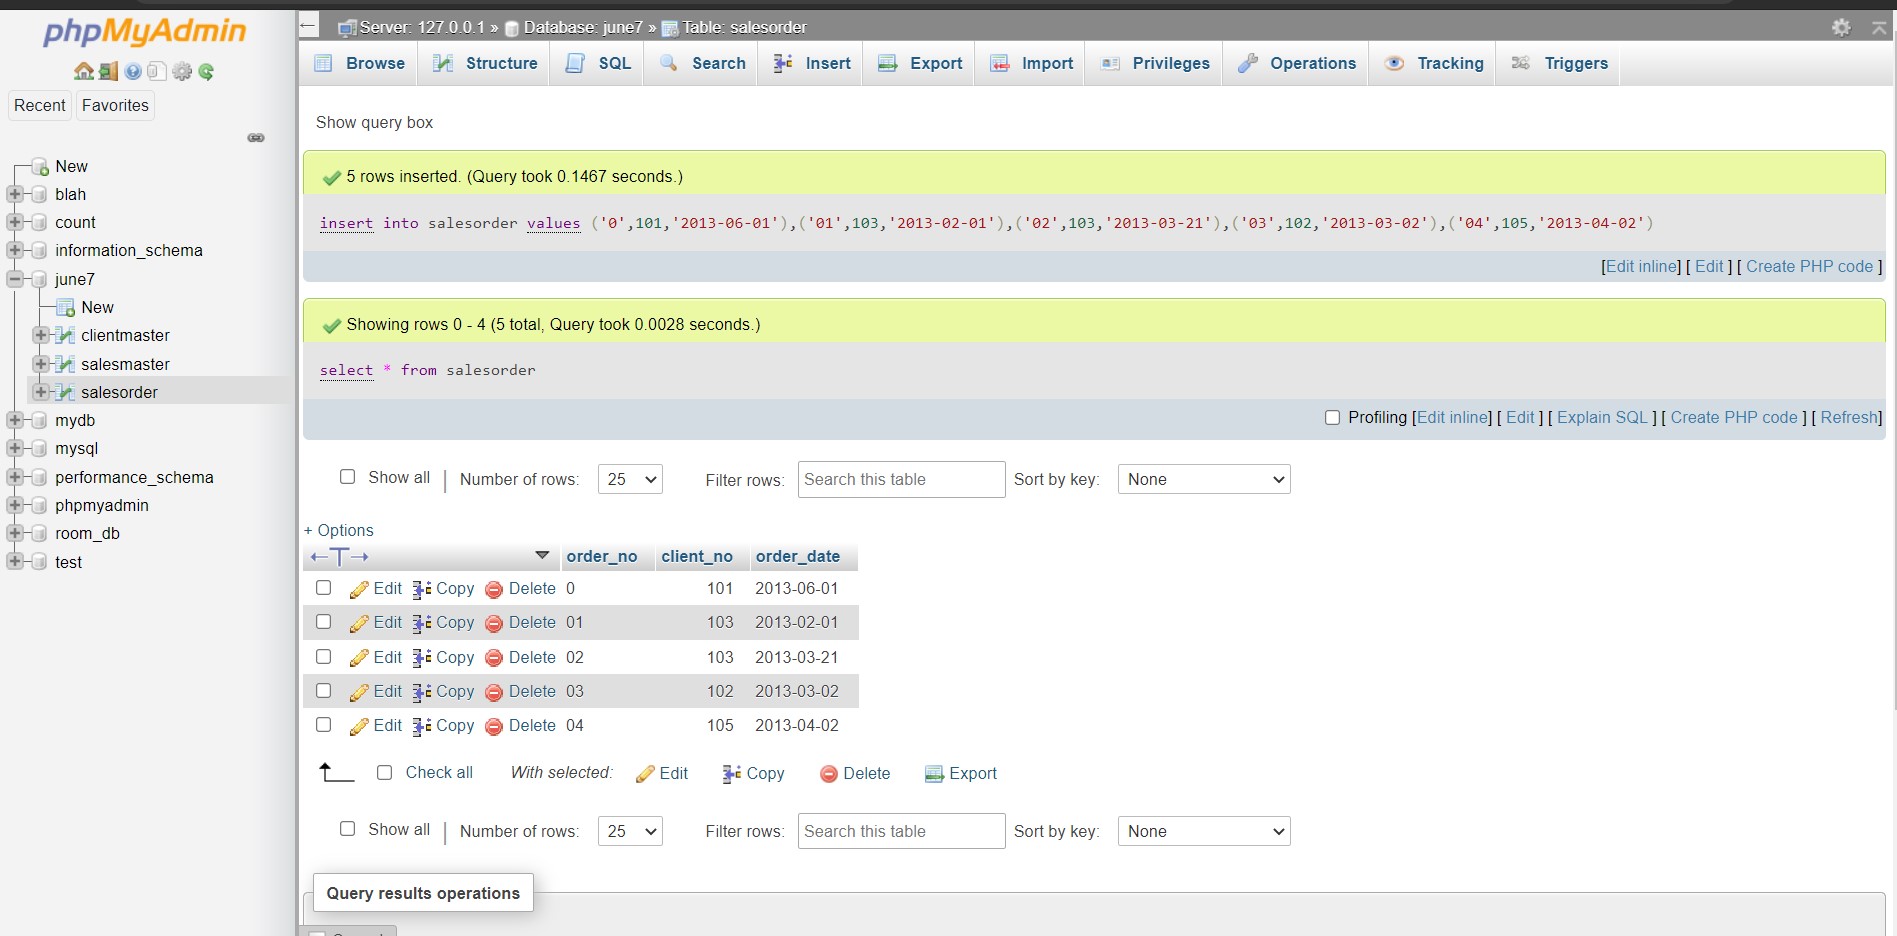 phpMyAdmin
Recent Favorites
New
blah
count
information_schema
june7
New
clientmaster
salesmaster
salesorder
mydb
mysql
performance_schema
phpmyadmin
room_db
test
Server: 127.0.0.1 » Database: june7 » Table: salesorder
Browse Structure SQL Search Insert Export Import Privileges Operations Tracking Triggers
Show query box
5 rows inserted. (Query took 0.1467 seconds.)
insert into salesorder values ('0',101,'2013-06-01'),('01',103,'2013-02-01'),('02',103,'2013-03-21'),('03',102,'2013-03-02'),('04',105,'2013-04-02')
[Edit inline] [ Edit ] [ Create PHP code ]
Showing rows 0 - 4 (5 total, Query took 0.0028 seconds.)
select * from salesorder
Profiling [Edit inline] [ Edit ] [ Explain SQL ] [ Create PHP code ] [ Refresh]
Show all | Number of rows: 25 Filter rows: Search this table Sort by key: None
+ Options
←T→ order_no client_no order_date
Edit Copy Delete 0 101 2013-06-01
Edit Copy Delete 01 103 2013-02-01
Edit Copy Delete 02 103 2013-03-21
Edit Copy Delete 03 102 2013-03-02
Edit Copy Delete 04 105 2013-04-02
Check all With selected: Edit Copy Delete Export
Show all | Number of rows: 25 Filter rows: Search this table Sort by key: None
Query results operations